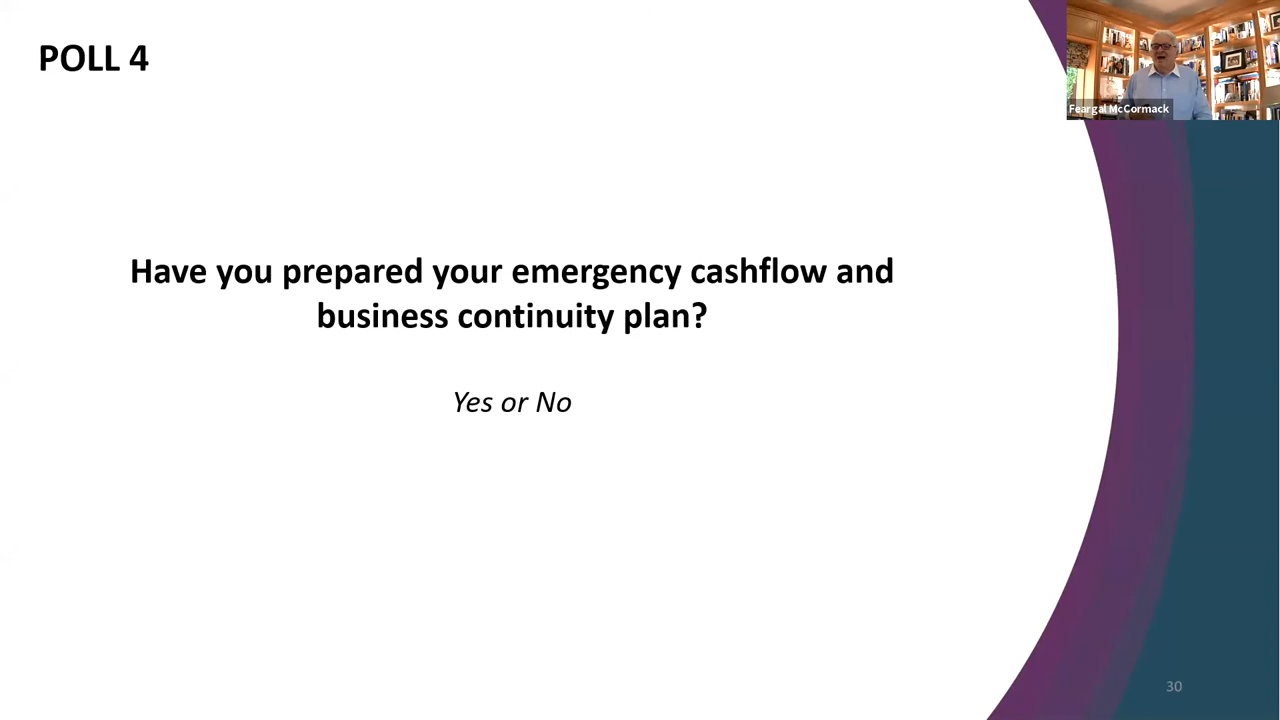 POLL 4
Feargal McCormack
Have you prepared your emergency cashflow and
business continuity plan?
Yes or No
30